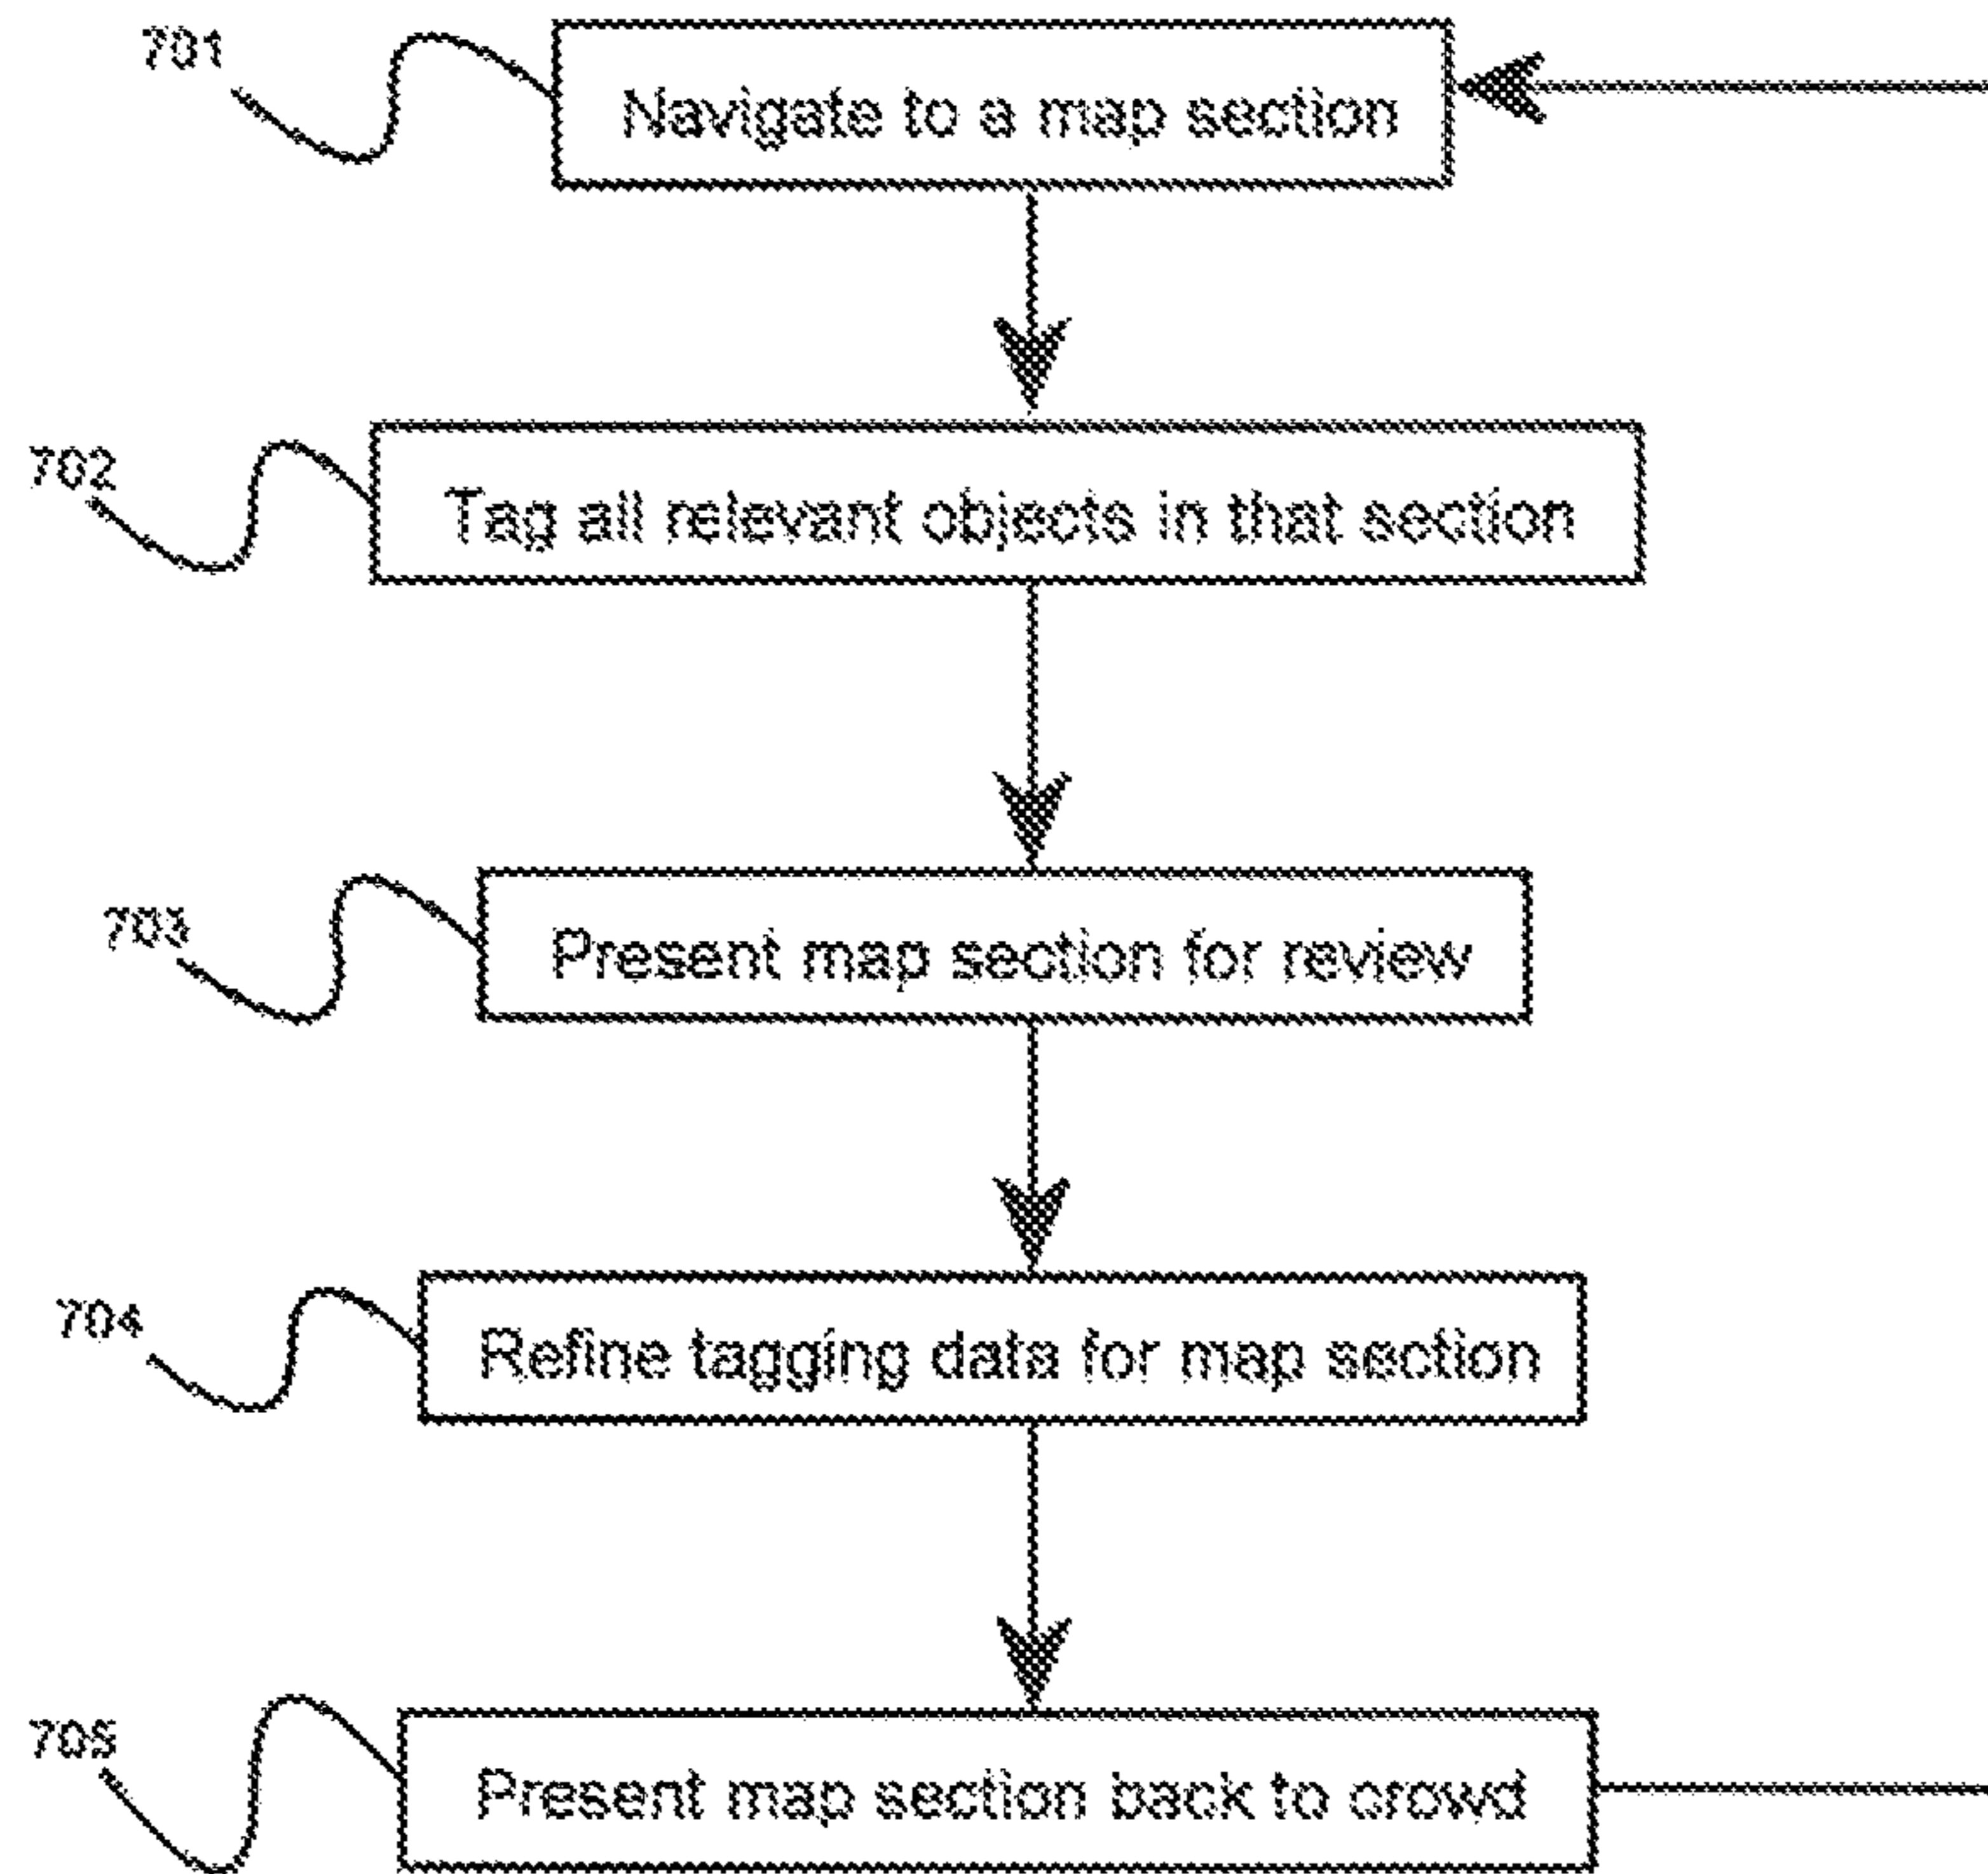 701
Navigate to a map section
702
Tag all relevant objects in that section
703
Present map section for review
704
Refine tagging data for map section
705
Present map section back to crowd